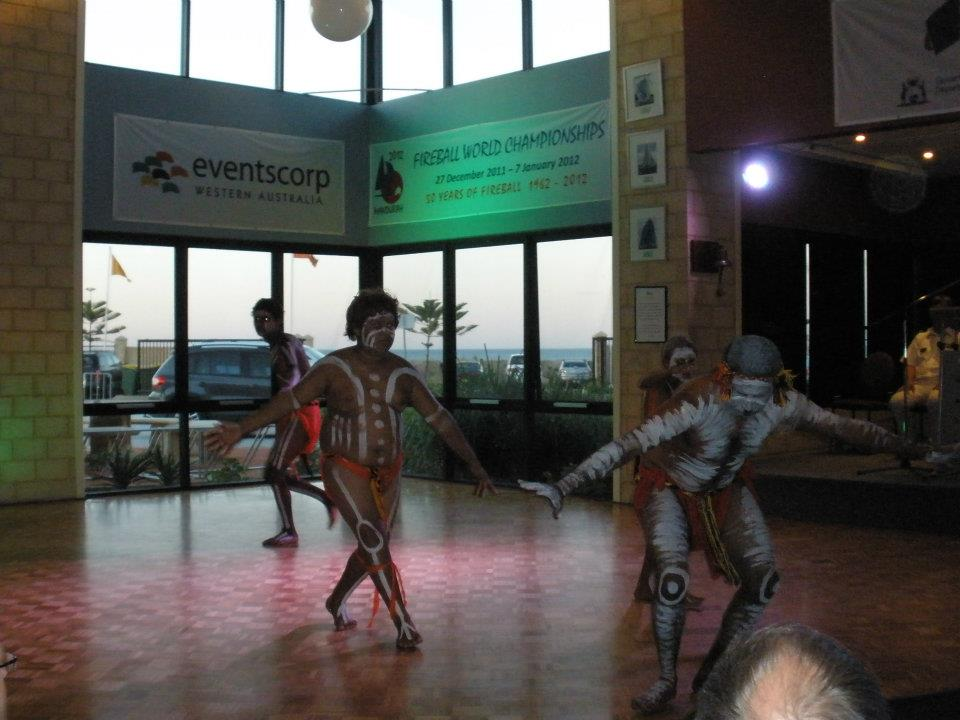 eventscorp
WESTERN AUSTRALIA
2012
MANDURAH
FIREBALL WORLD CHAMPIONSHIPS
27 December 2011 - 7 January 2012
50 YEARS OF FIREBALL 1962 - 2012